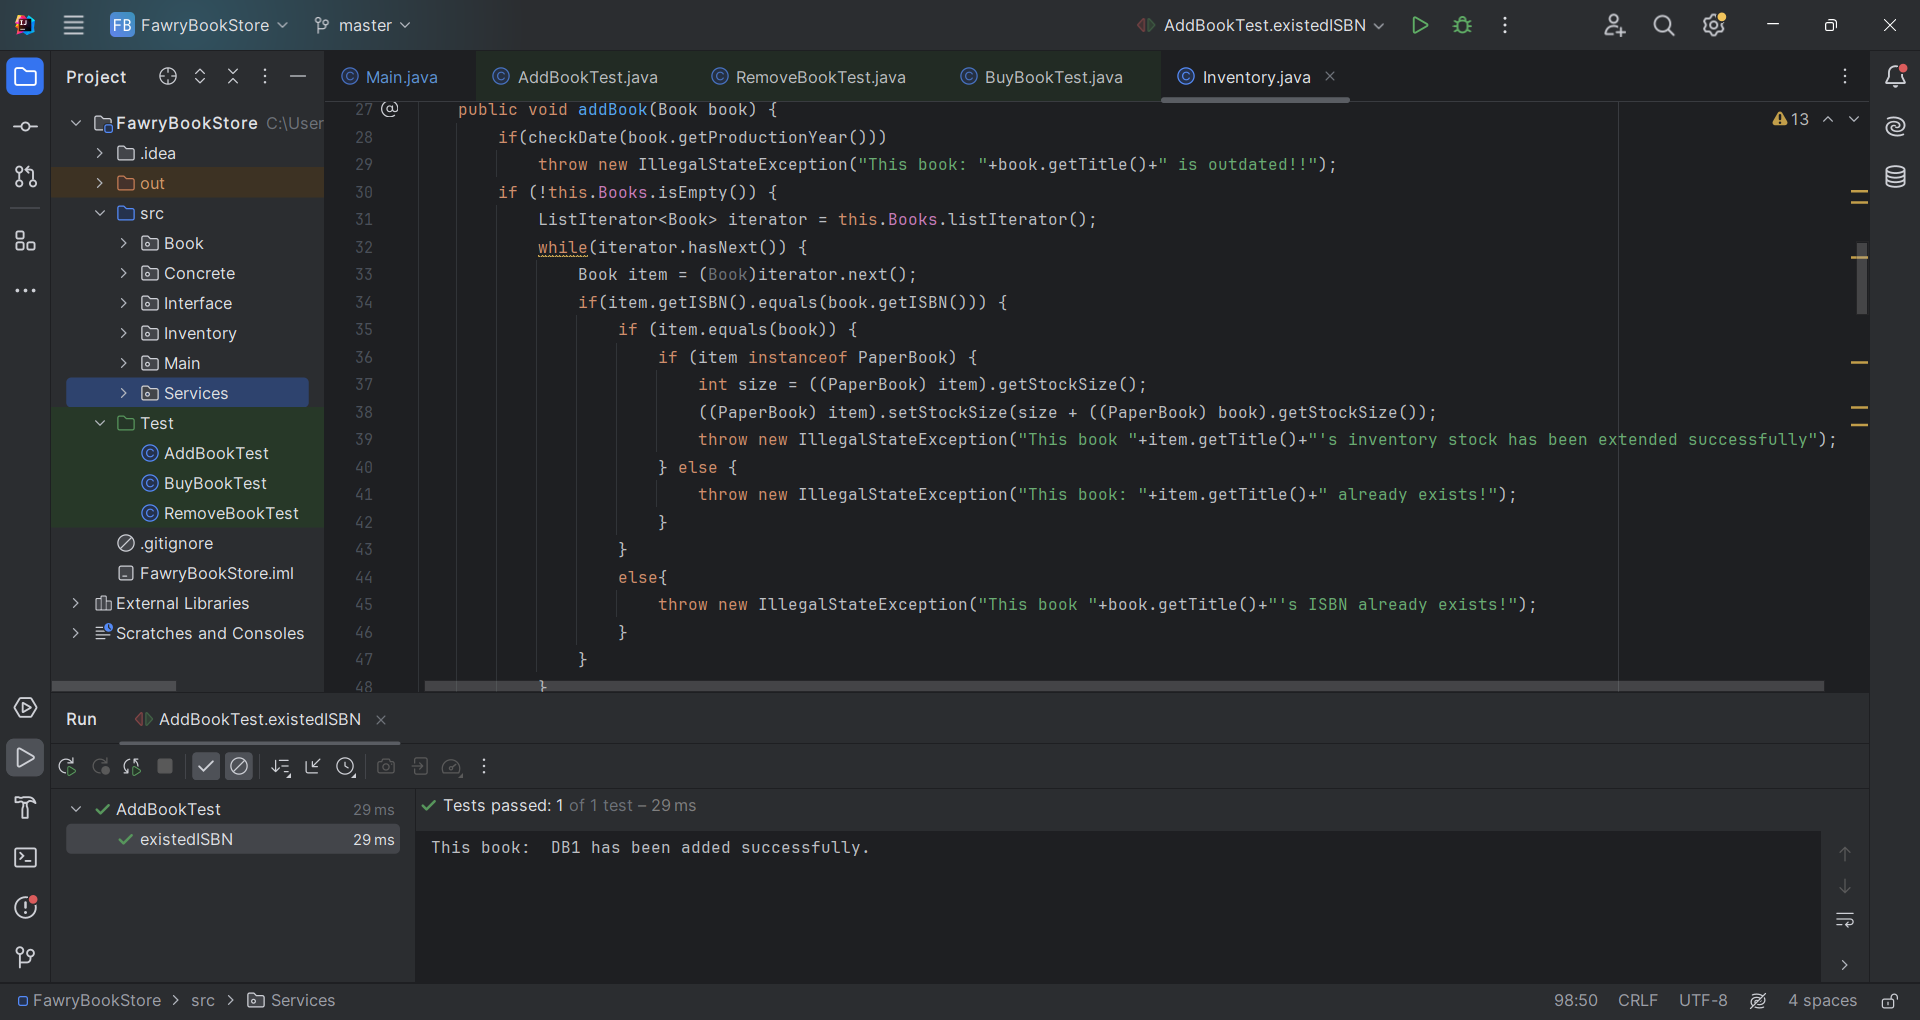 FB FawryBookStore master AddBookTest.existedISBN
Project
Main.java AddBookTest.java RemoveBookTest.java BuyBookTest.java Inventory.java
FawryBookStore C:\User
.idea
out
src
Book
Concrete
Interface
Inventory
Main
Services
Test
AddBookTest
BuyBookTest
RemoveBookTest
.gitignore
FawryBookStore.iml
External Libraries
Scratches and Consoles
13
27 @ public void addBook(Book book) {
28 if(checkDate(book.getProductionYear()))
29 throw new IllegalStateException("This book: "+book.getTitle()+" is outdated!!");
30 if (!this.Books.isEmpty()) {
31 ListIterator<Book> iterator = this.Books.listIterator();
32 while(iterator.hasNext()) {
33 Book item = (Book)iterator.next();
34 if(item.getISBN().equals(book.getISBN())) {
35 if (item.equals(book)) {
36 if (item instanceof PaperBook) {
37 int size = ((PaperBook) item).getStockSize();
38 ((PaperBook) item).setStockSize(size + ((PaperBook) book).getStockSize());
39 throw new IllegalStateException("This book "+item.getTitle()+"'s inventory stock has been extended successfully");
40 } else {
41 throw new IllegalStateException("This book: "+item.getTitle()+" already exists!");
42 }
43 }
44 else{
45 throw new IllegalStateException("This book "+book.getTitle()+"'s ISBN already exists!");
46 }
47 }
48 }
Run AddBookTest.existedISBN
AddBookTest 29 ms
existedISBN 29 ms
Tests passed: 1 of 1 test – 29 ms
This book:  DB1 has been added successfully.
FawryBookStore > src > Services
98:50 CRLF UTF-8 4 spaces